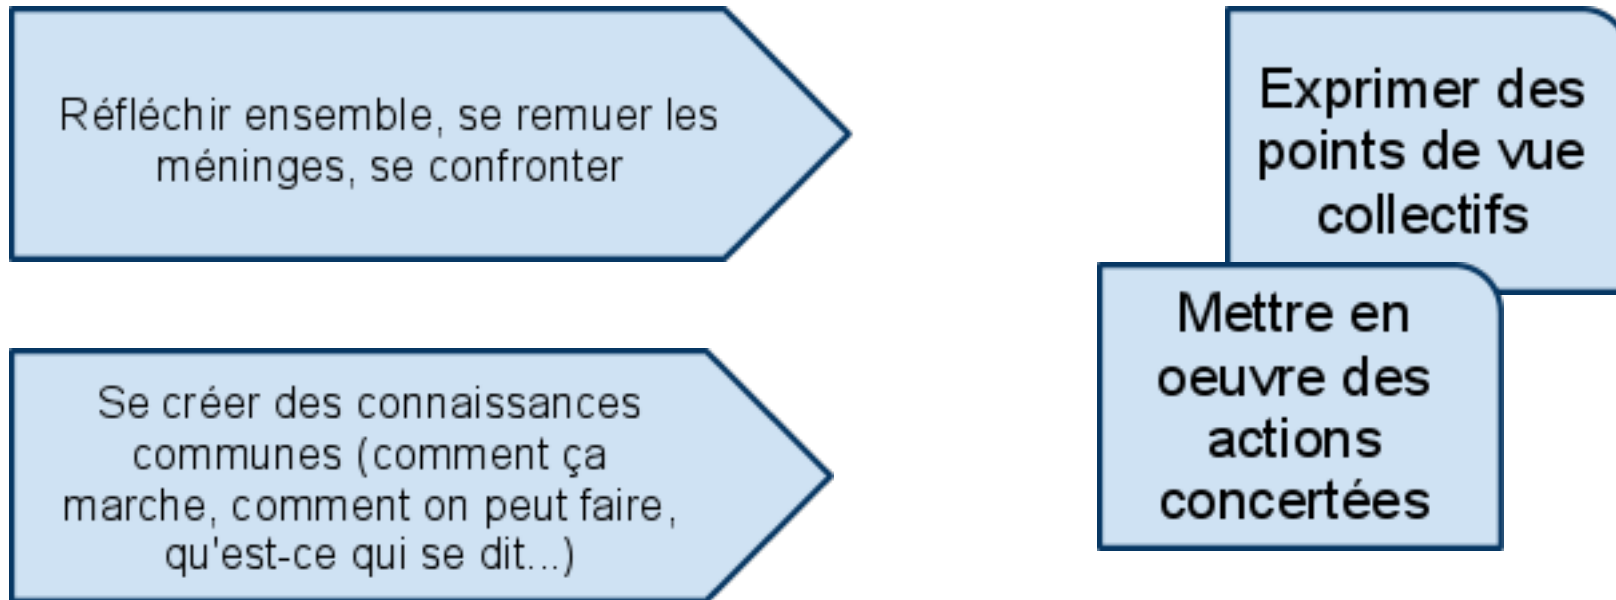 Réfléchir ensemble, se remuer les
méninges, se confronter
Se créer des connaissances
communes (comment ça
marche, comment on peut faire,
qu'est-ce qui se dit...)
Exprimer des
points de vue
collectifs
Mettre en
oeuvre des
actions
concertées